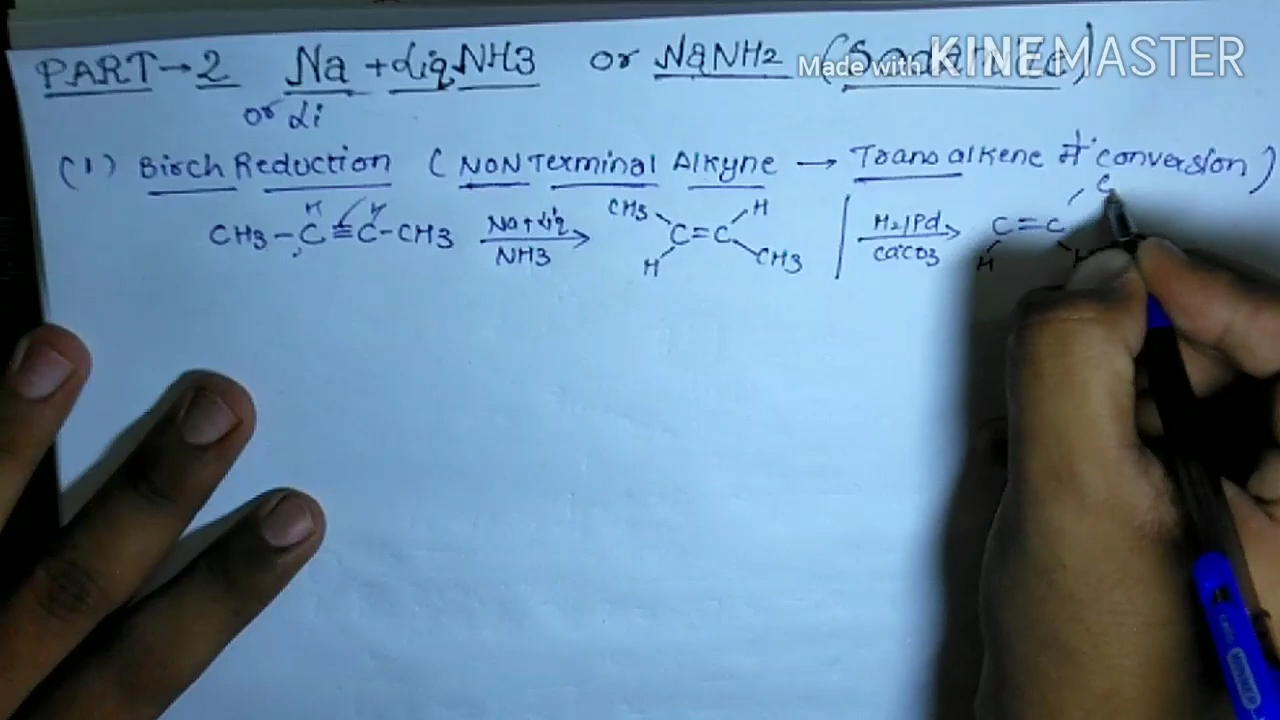 PART → 2 Na + Liq NH3 or NaNH2 (
Made with KINEMASTER
or Li
(1) Birch Reduction (NON Terminal Alkyne → Trans alkene में conversion)
H H CH3 H
CH3 - C ≡ C - CH3 Na + Liq NH3 → C = C H2/Pd CaCO3 → C = C C
H CH3 H H